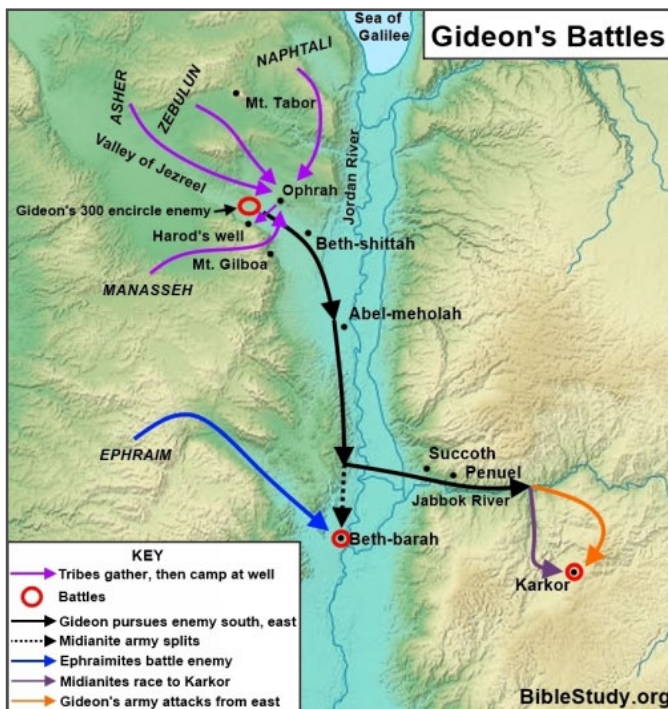 Sea of
Galilee
Gideon's Battles
NAPHTALI
ASHER
ZEBULUN
Mt. Tabor
Valley of Jezreel
Jordan River
Ophrah
Gideon's 300 encircle enemy
Harod's well
Beth-shittah
Mt. Gilboa
MANASSEH
Abel-meholah
EPHRAIM
Succoth
Penuel
Jabbok River
Beth-barah
Karkor
KEY
Tribes gather, then camp at well
Battles
Gideon pursues enemy south, east
Midianite army splits
Ephraimites battle enemy
Midianites race to Karkor
Gideon's army attacks from east
BibleStudy.org